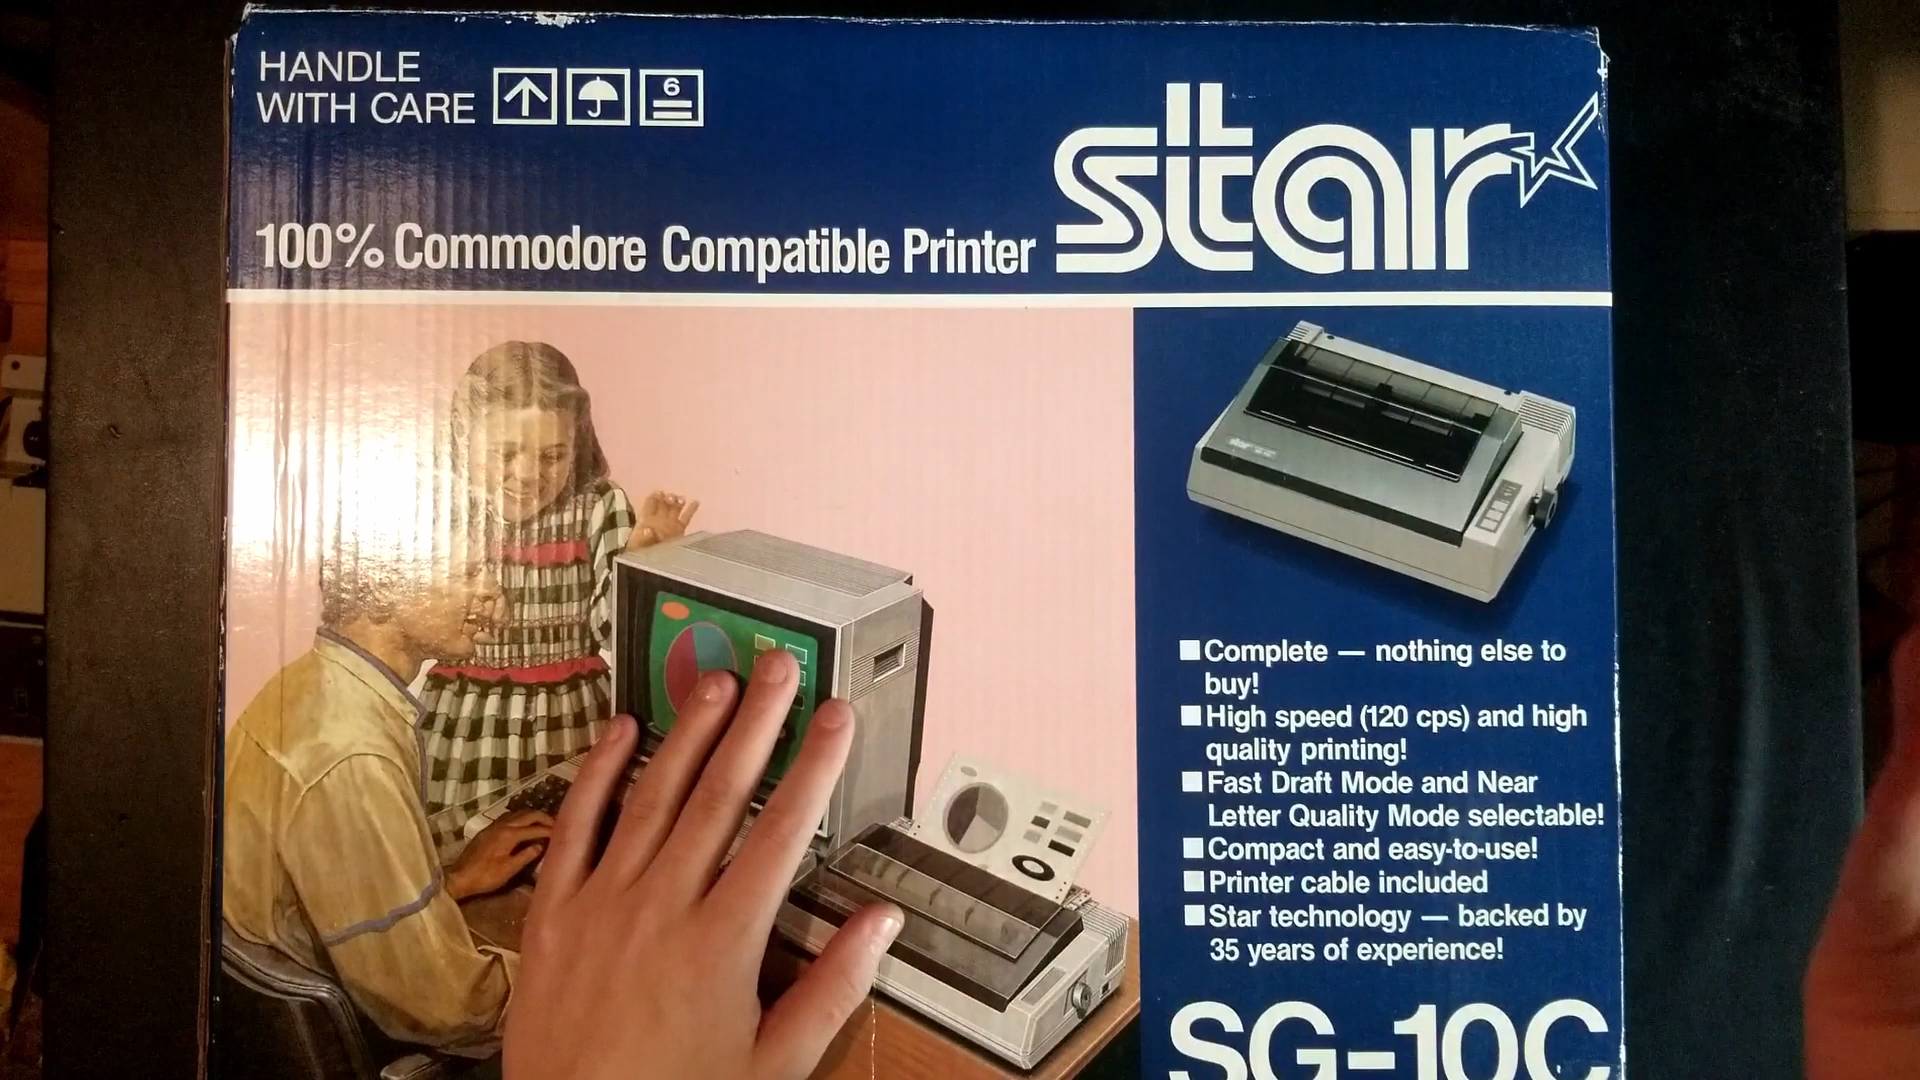 HANDLE
WITH CARE
6
star
100% Commodore Compatible Printer
star
■Complete — nothing else to
buy!
■High speed (120 cps) and high
quality printing!
■Fast Draft Mode and Near
Letter Quality Mode selectable!
■Compact and easy-to-use!
■Printer cable included
■Star technology — backed by
35 years of experience!
SG-10C